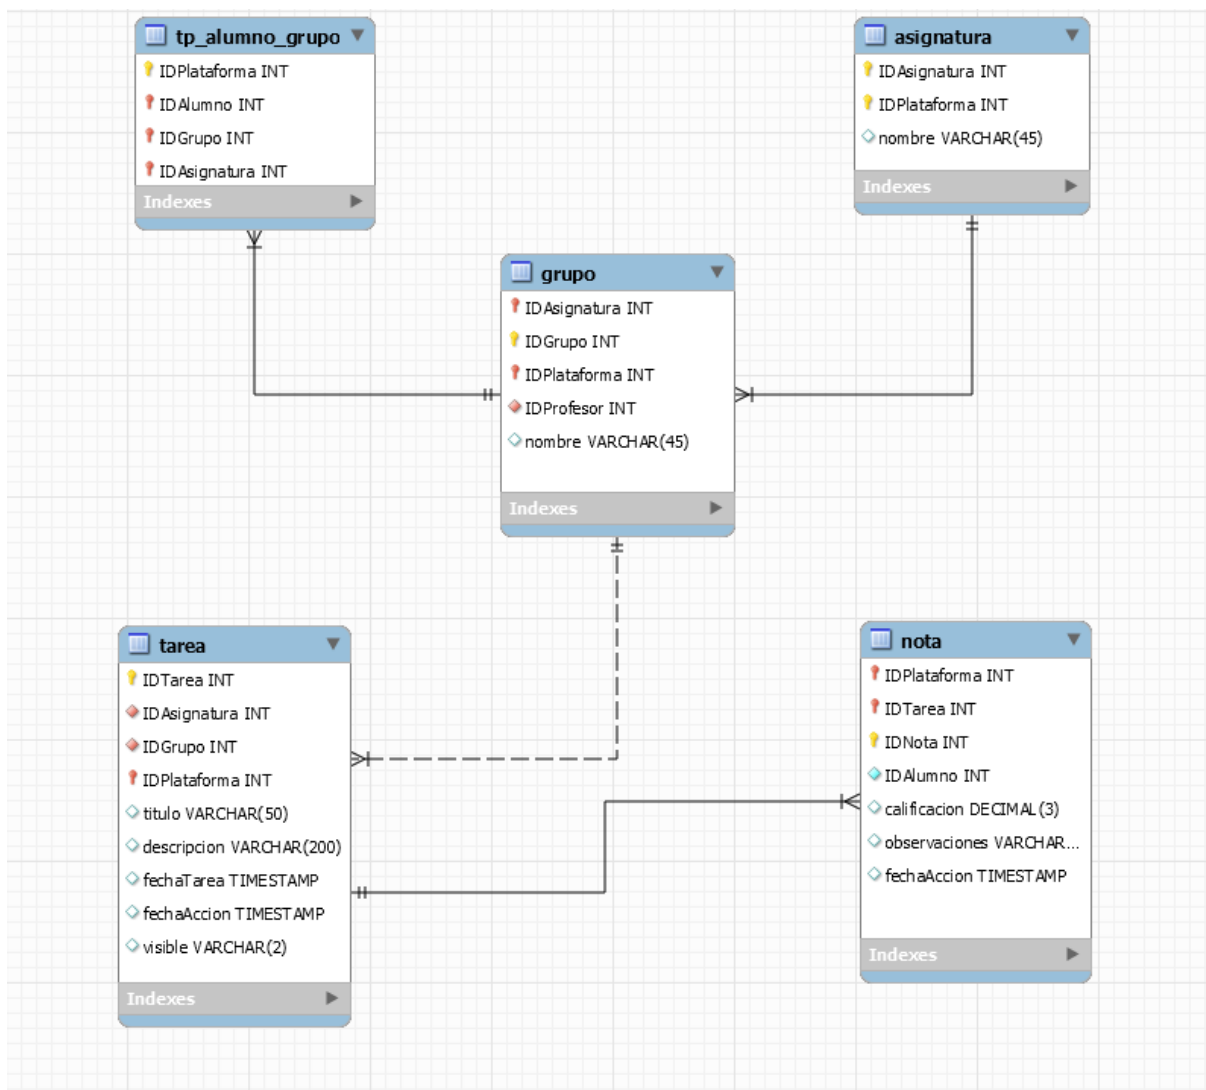 tp_alumno_grupo
IDPlataforma INT
IDAlumno INT
IDGrupo INT
IDAsignatura INT
Indexes
asignatura
IDAsignatura INT
IDPlataforma INT
nombre VARCHAR(45)
Indexes
grupo
IDAsignatura INT
IDGrupo INT
IDPlataforma INT
IDProfesor INT
nombre VARCHAR(45)
Indexes
tarea
IDTarea INT
IDAsignatura INT
IDGrupo INT
IDPlataforma INT
titulo VARCHAR(50)
descripcion VARCHAR(200)
fechaTarea TIMESTAMP
fechaAccion TIMESTAMP
visible VARCHAR(2)
Indexes
nota
IDPlataforma INT
IDTarea INT
IDNota INT
IDAlumno INT
calificacion DECIMAL(3)
observaciones VARCHAR...
fechaAccion TIMESTAMP
Indexes